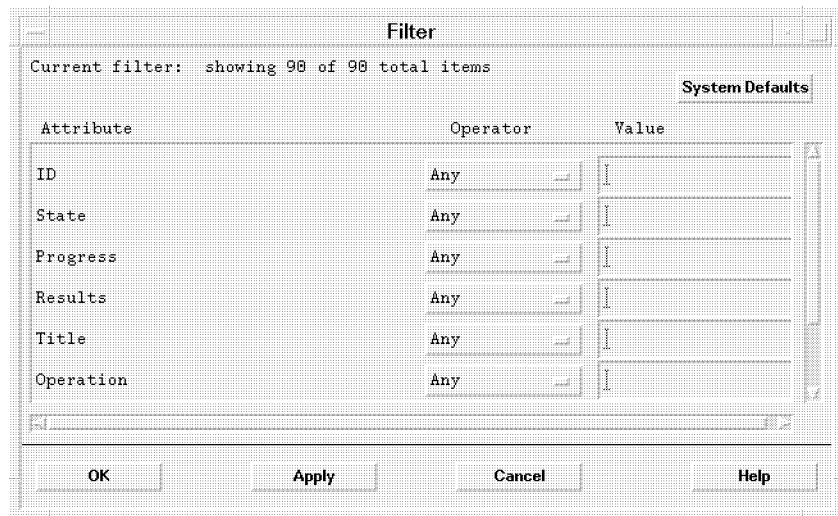 Filter
Current filter: showing 90 of 90 total items
System Defaults
Attribute Operator Value
ID Any
State Any
Progress Any
Results Any
Title Any
Operation Any
OK Apply Cancel Help